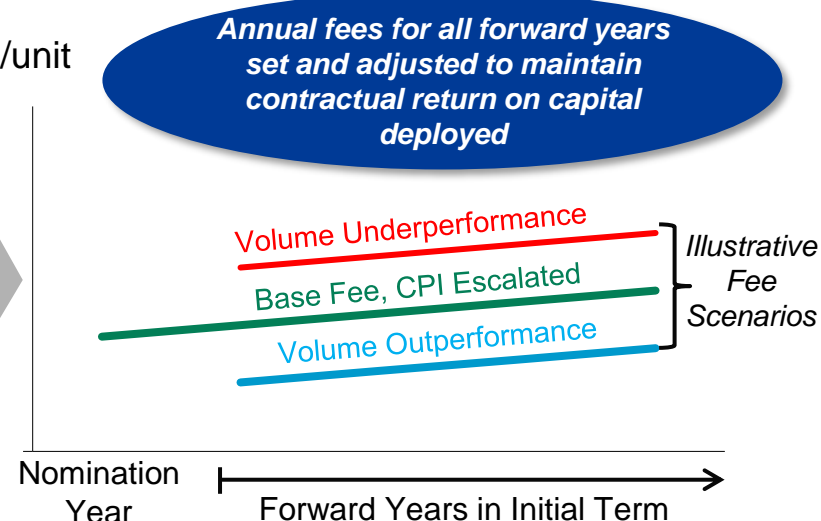 Annual fees for all forward years
set and adjusted to maintain
contractual return on capital
deployed
/unit
Volume Underperformance
Base Fee, CPI Escalated
Volume Outperformance
Illustrative
Fee
Scenarios
Nomination
Year
Forward Years in Initial Term